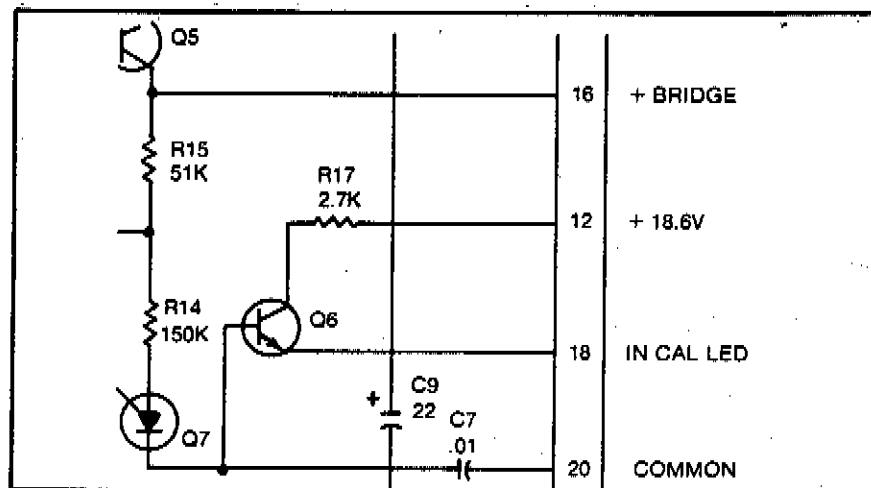 Q5
16 + BRIDGE
R15
51K
R17
2.7K
12 + 18.6V
R14
150K
Q6
18 IN CAL LED
+ C9
22
C7
.01
Q7
20 COMMON